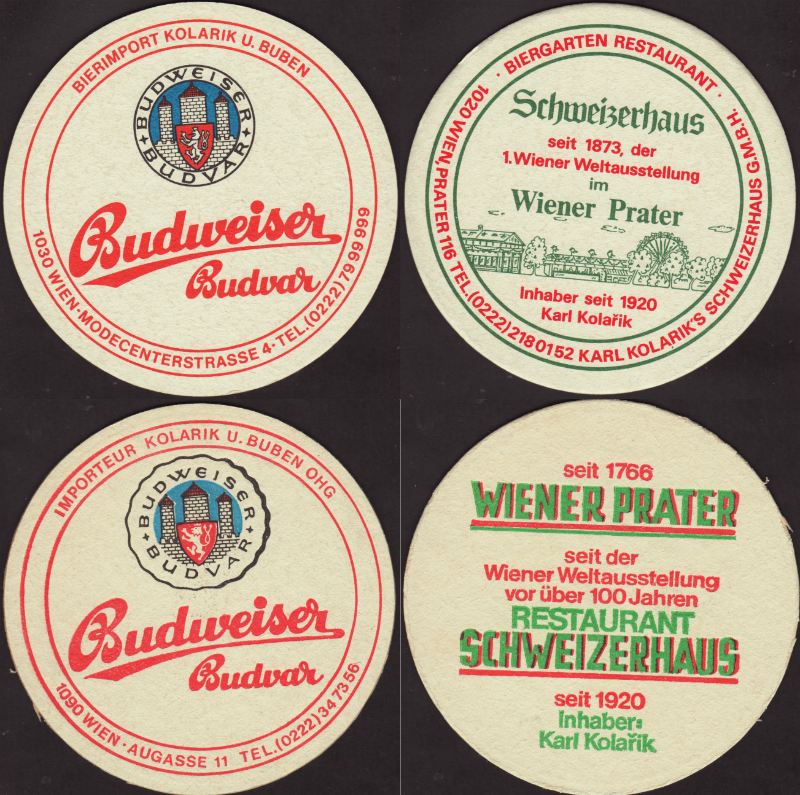 BIERIMPORT KOLARIK U. BUBEN
BUDWEISER
BUDVAR
Budweiser
Budvar
1030 WIEN·MODECENTERSTRASSE 4·TEL.(0222)79 99 999
· BIERGARTEN RESTAURANT ·
Schweizerhaus
seit 1873, der
1.Wiener Weltausstellung
im
Wiener Prater
Inhaber seit 1920
Karl Kolařik
1020 WIEN, PRATER 116 TEL.(0222)2180152 KARL KOLARIK'S SCHWEIZERHAUS G.M.B.H.
IMPORTEUR KOLARIK U. BUBEN OHG
BUDWEISER
BUDVAR
Budweiser
Budvar
1090 WIEN·AUGASSE 11 TEL.(0222)34 73 56
seit 1766
WIENER PRATER
seit der
Wiener Weltausstellung
vor über 100 Jahren
RESTAURANT
SCHWEIZERHAUS
seit 1920
Inhaber:
Karl Kolařik